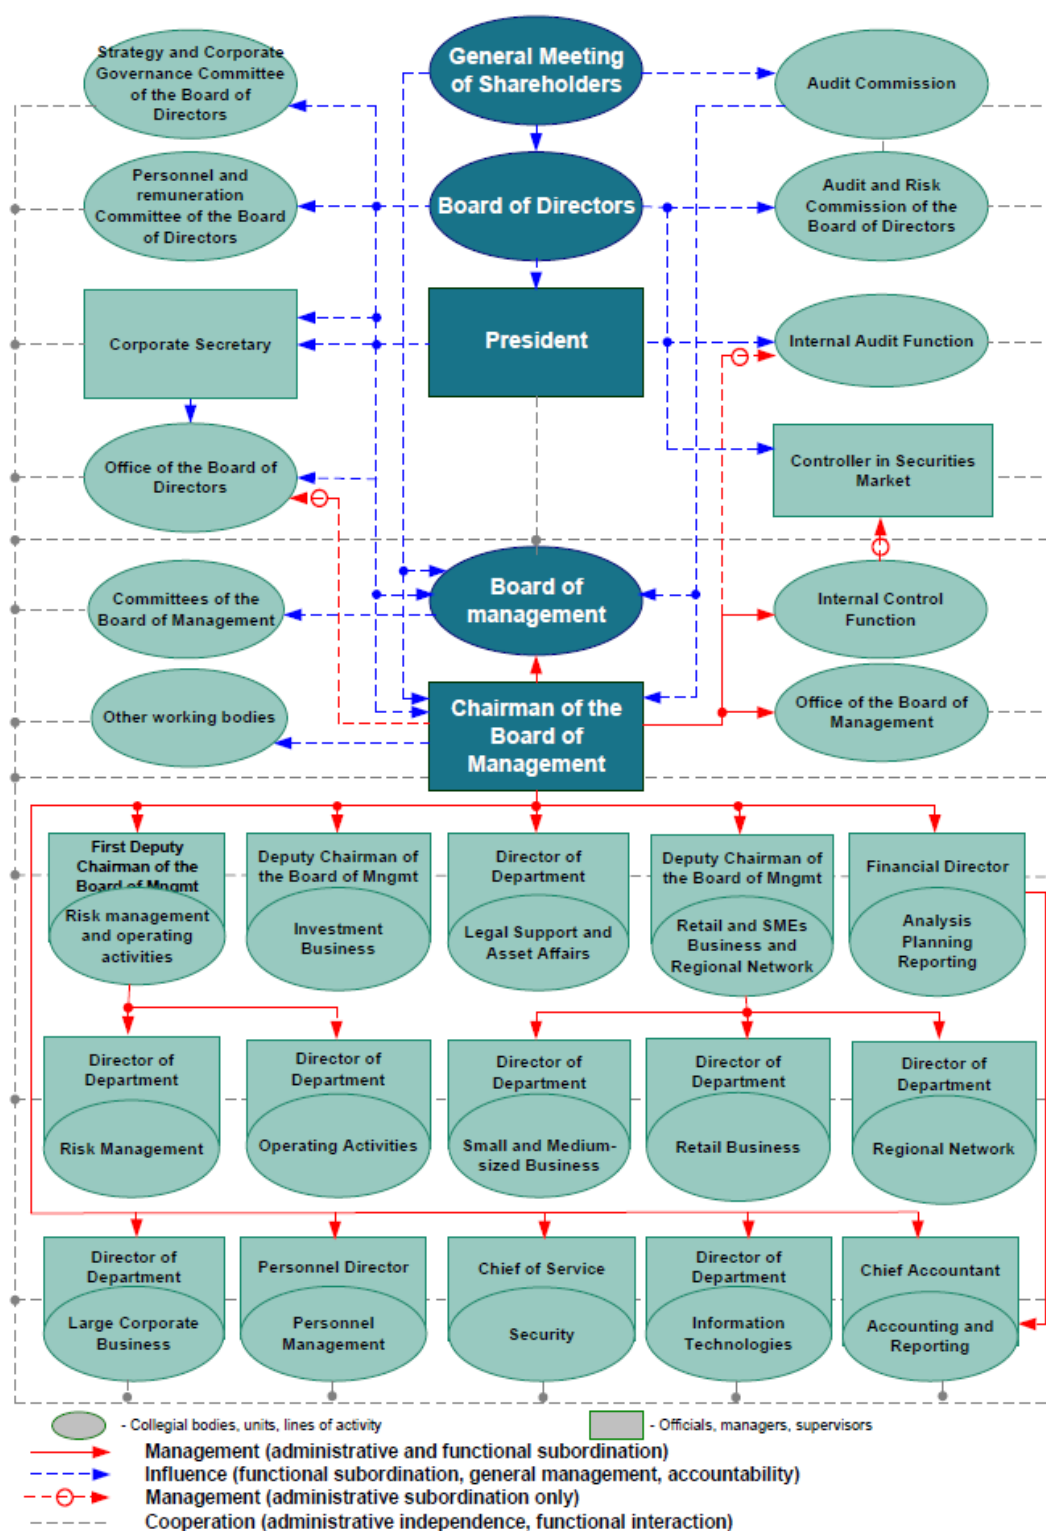 Strategy and Corporate
Governance Committee
of the Board of
Directors
General Meeting
of Shareholders
Audit Commission
Personnel and
remuneration
Committee of the Board
of Directors
Board of Directors
Audit and Risk
Commission of the
Board of Directors
Corporate Secretary
President
Internal Audit Function
Office of the Board of
Directors
Controller in Securities
Market
Committees of the
Board of Management
Board of
management
Internal Control
Function
Other working bodies
Chairman of the
Board of
Management
Office of the Board of
Management
First Deputy
Chairman of the
Board of Mngmt
Risk management
and operating
activities
Deputy Chairman of
the Board of Mngmt
Investment
Business
Director of
Department
Legal Support and
Asset Affairs
Deputy Chairman of
the Board of Mngmt
Retail and SMEs
Business and
Regional Network
Financial Director
Analysis
Planning
Reporting
Director of
Department
Risk Management
Director of
Department
Operating Activities
Director of
Department
Small and Medium-
sized Business
Director of
Department
Retail Business
Director of
Department
Regional Network
Director of
Department
Large Corporate
Business
Personnel Director
Personnel
Management
Chief of Service
Security
Director of
Department
Information
Technologies
Chief Accountant
Accounting and
Reporting
- Collegial bodies, units, lines of activity
- Officials, managers, supervisors
Management (administrative and functional subordination)
Influence (functional subordination, general management, accountability)
Management (administrative subordination only)
Cooperation (administrative independence, functional interaction)